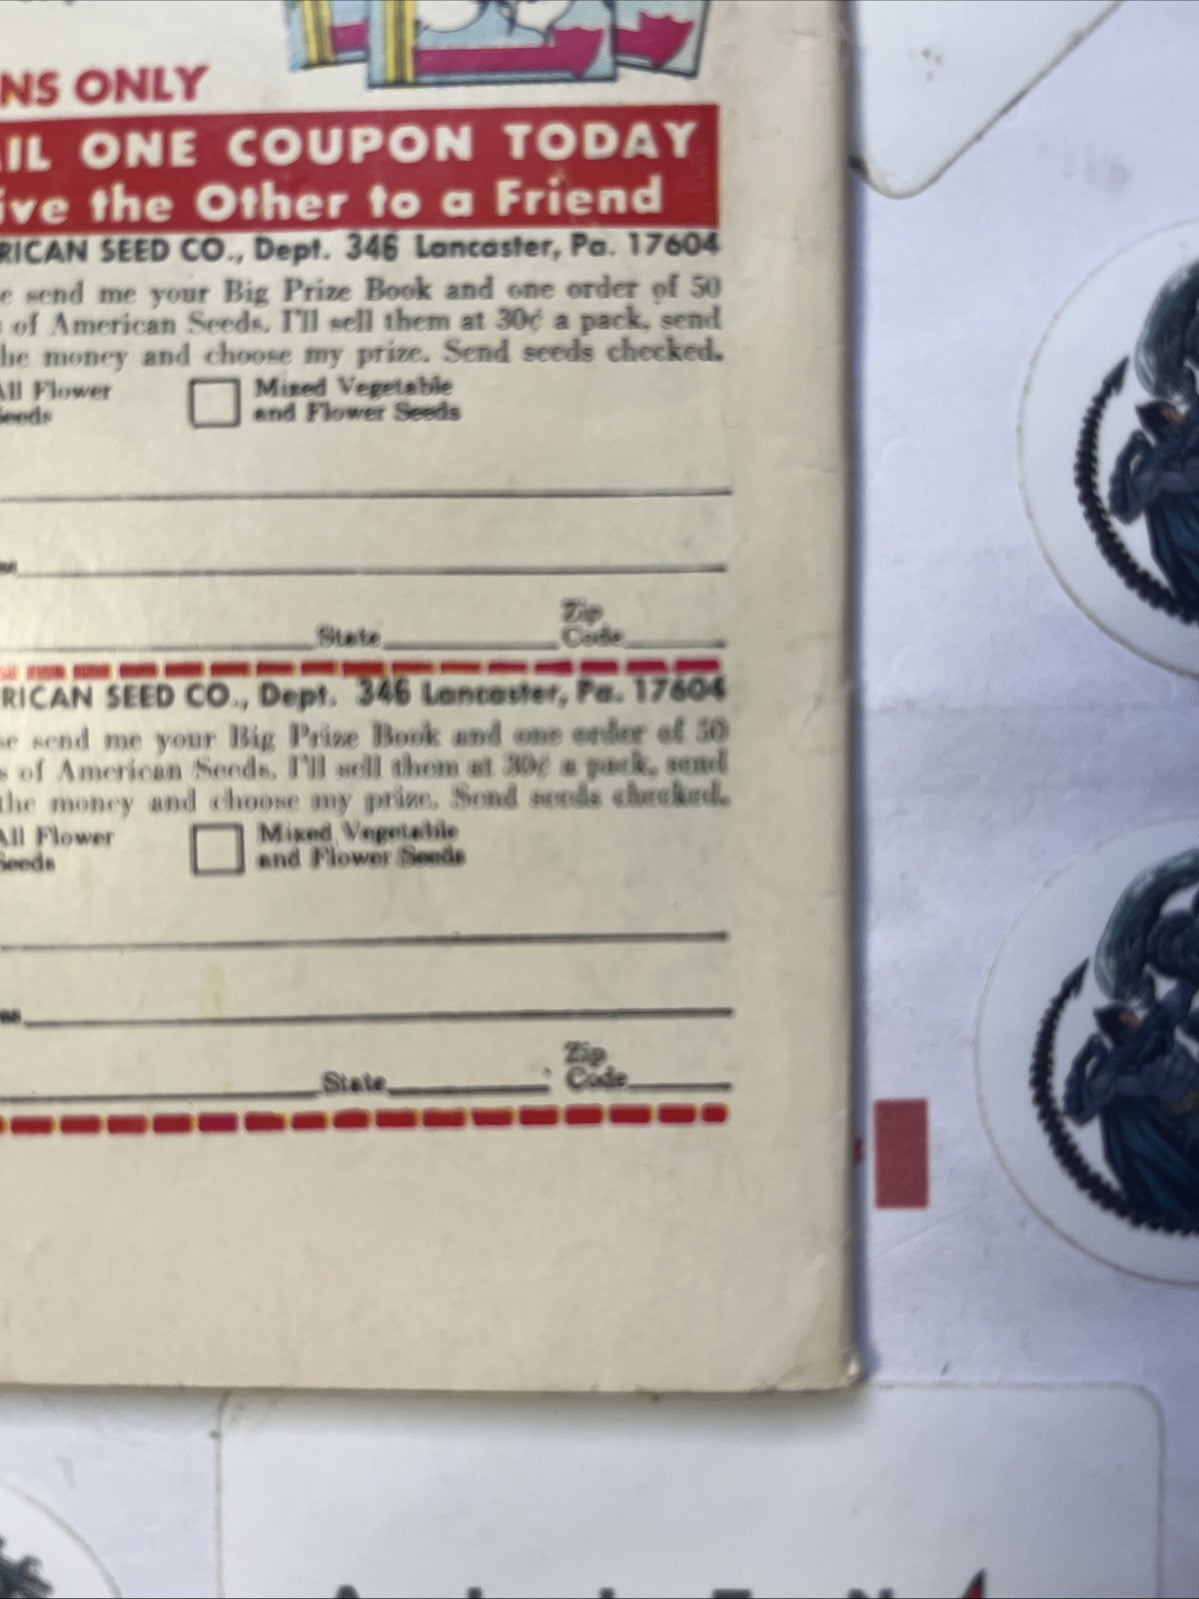 NS ONLY
IL ONE COUPON TODAY
ive the Other to a Friend
RICAN SEED CO., Dept. 346 Lancaster, Pa. 17604
e send me your Big Prize Book and one order of 50
s of American Seeds. I'll sell them at 30¢ a pack, send
he money and choose my prize. Send seeds checked.
All Flower
Seeds
Mixed Vegetable
and Flower Seeds
State
Zip
Code
RICAN SEED CO., Dept. 346 Lancaster, Pa. 17604
se send me your Big Prize Book and one order of 50
s of American Seeds. I'll sell them at 30¢ a pack, send
the money and choose my prize. Send seeds checked.
All Flower
Seeds
Mixed Vegetable
and Flower Seeds
State
Zip
Code